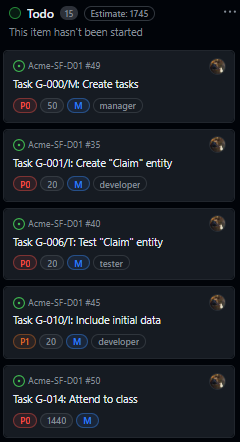 Todo 15 Estimate: 1745 ...
This item hasn't been started
Acme-SF-D01 #49
Task G-000/M: Create tasks
P0 50 M manager
Acme-SF-D01 #35
Task G-001/I: Create "Claim" entity
P0 20 M developer
Acme-SF-D01 #40
Task G-006/T: Test "Claim" entity
P0 20 M tester
Acme-SF-D01 #45
Task G-010/I: Include initial data
P1 20 M developer
Acme-SF-D01 #50
Task G-014: Attend to class
P0 1440 M